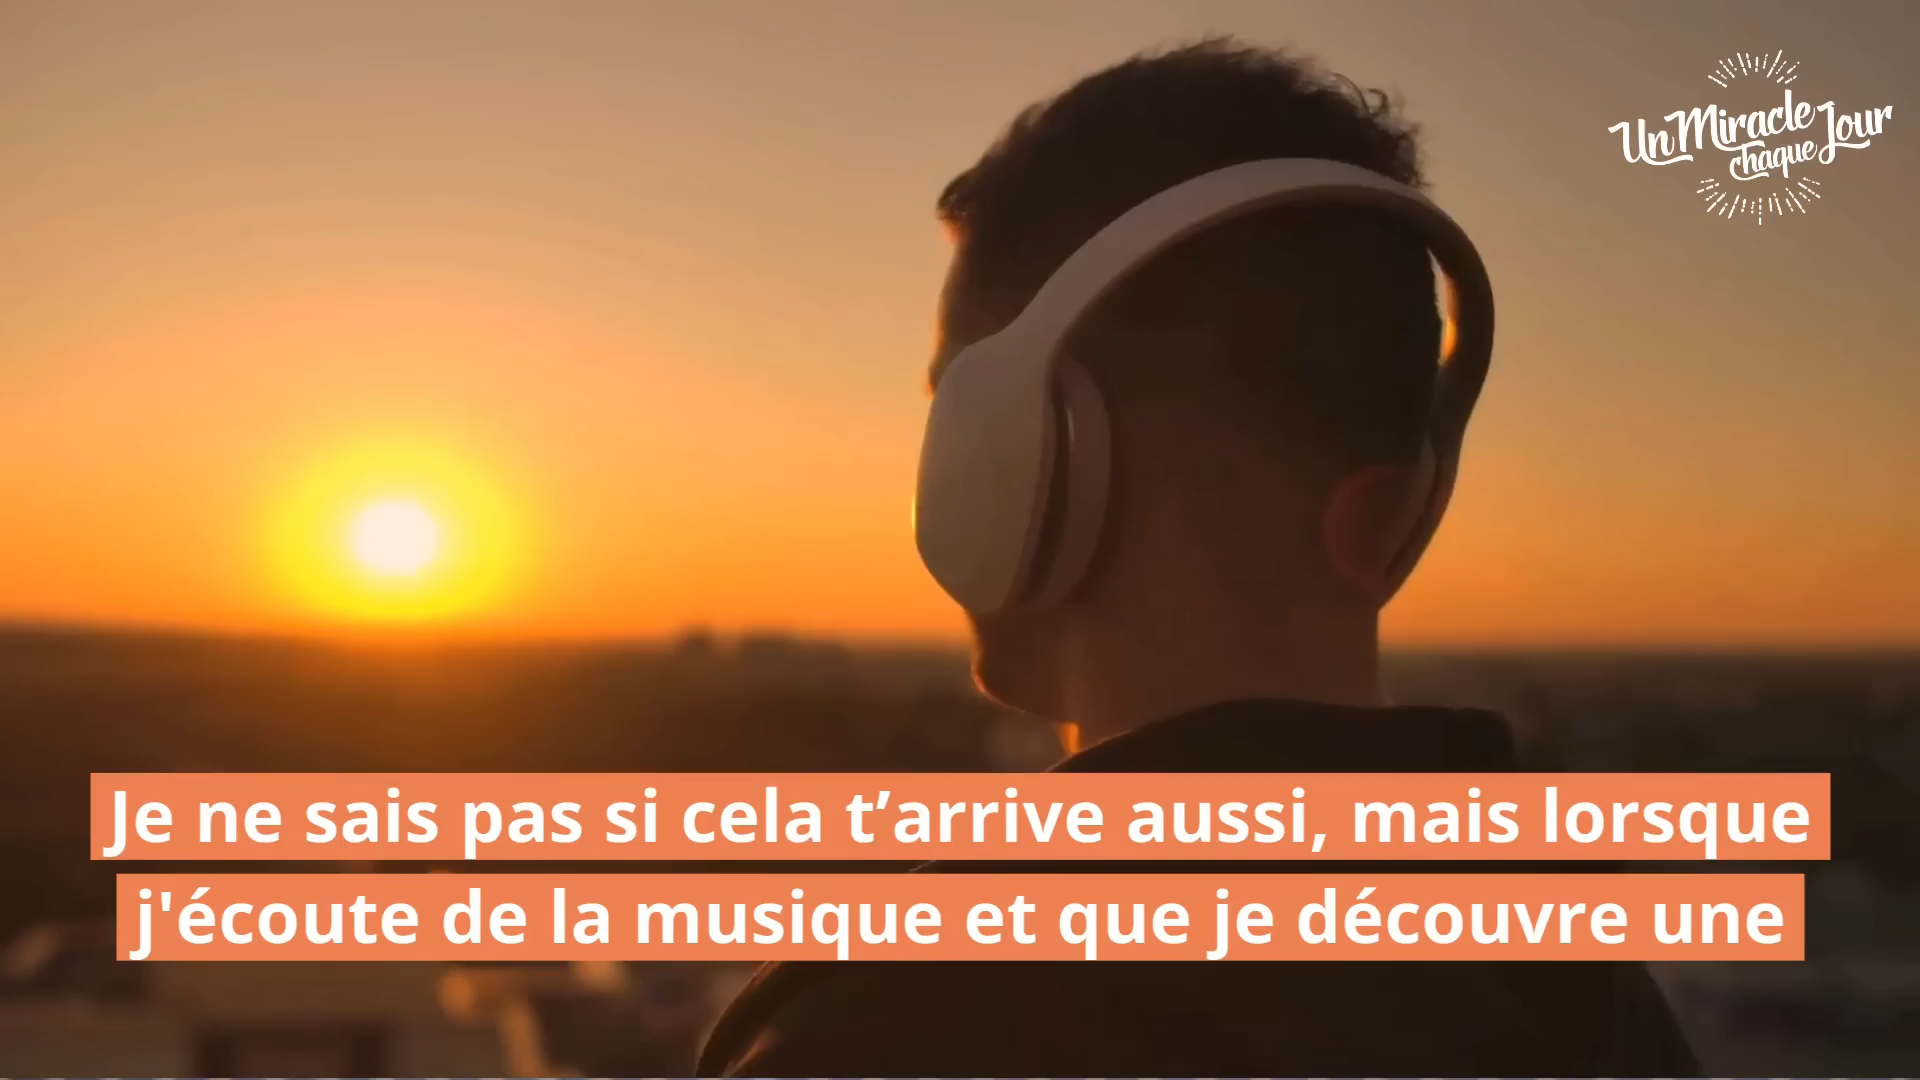 Un Miracle
chaque Jour
Je ne sais pas si cela t’arrive aussi, mais lorsque
j'écoute de la musique et que je découvre une